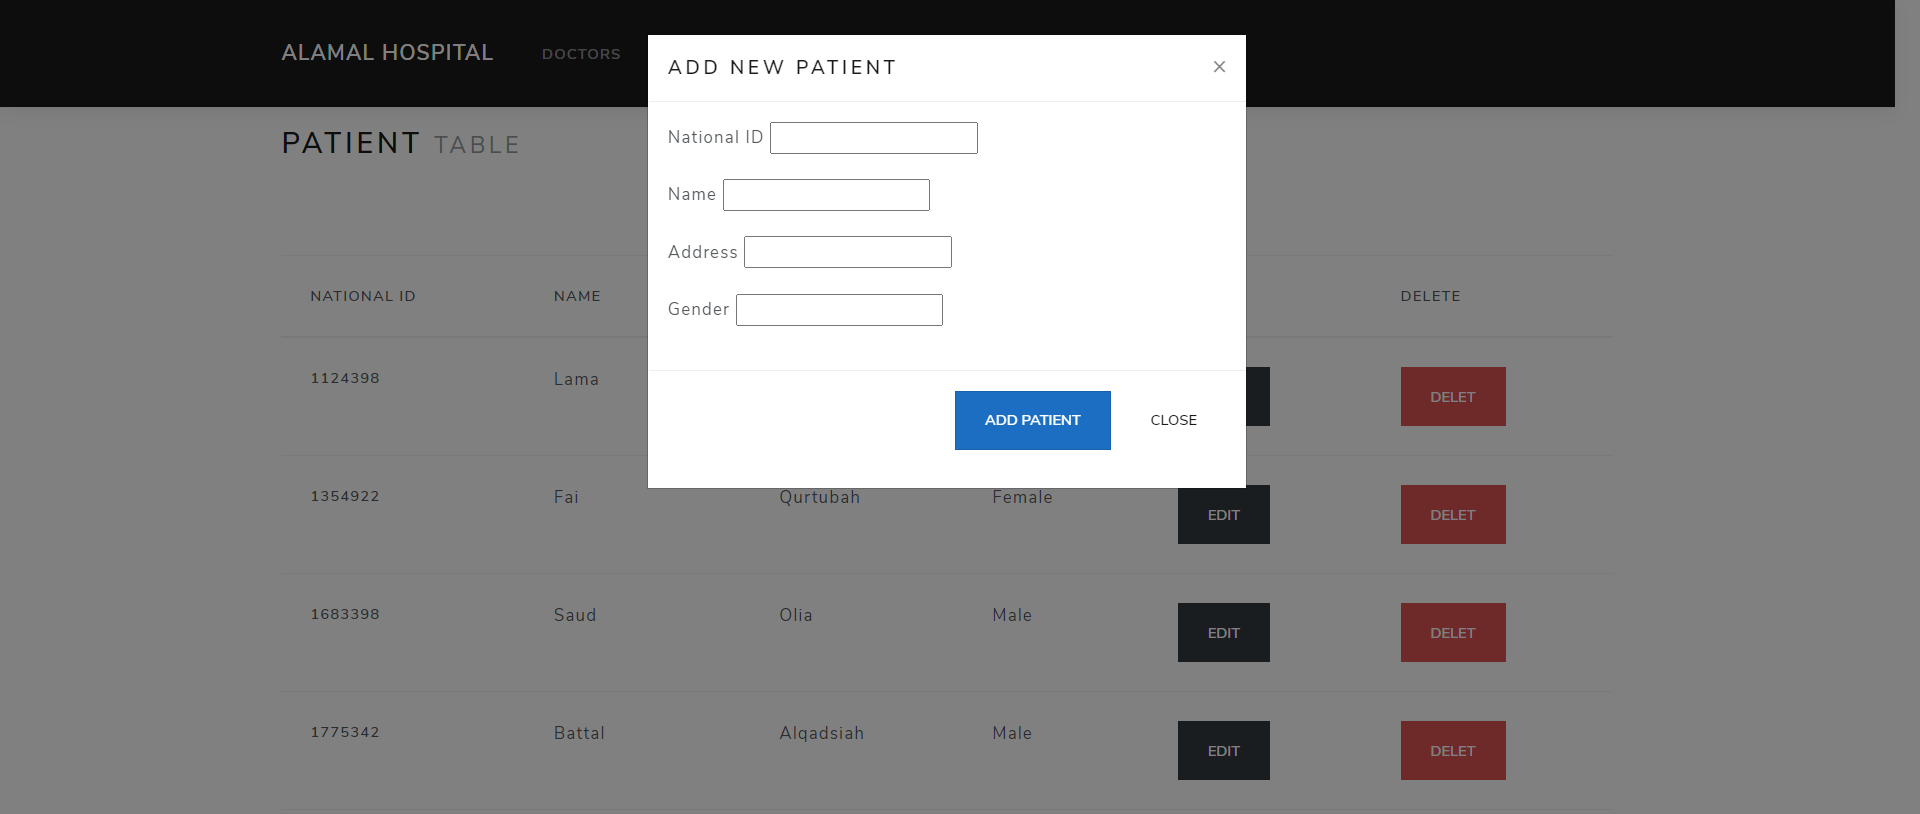 ALAMAL HOSPITAL DOCTORS
ADD NEW PATIENT ×
National ID
Name
Address
Gender
ADD PATIENT CLOSE
PATIENT TABLE
NATIONAL ID NAME DELETE
1124398 Lama DELET
1354922 Fai Qurtubah Female EDIT DELET
1683398 Saud Olia Male EDIT DELET
1775342 Battal Alqadsiah Male EDIT DELET